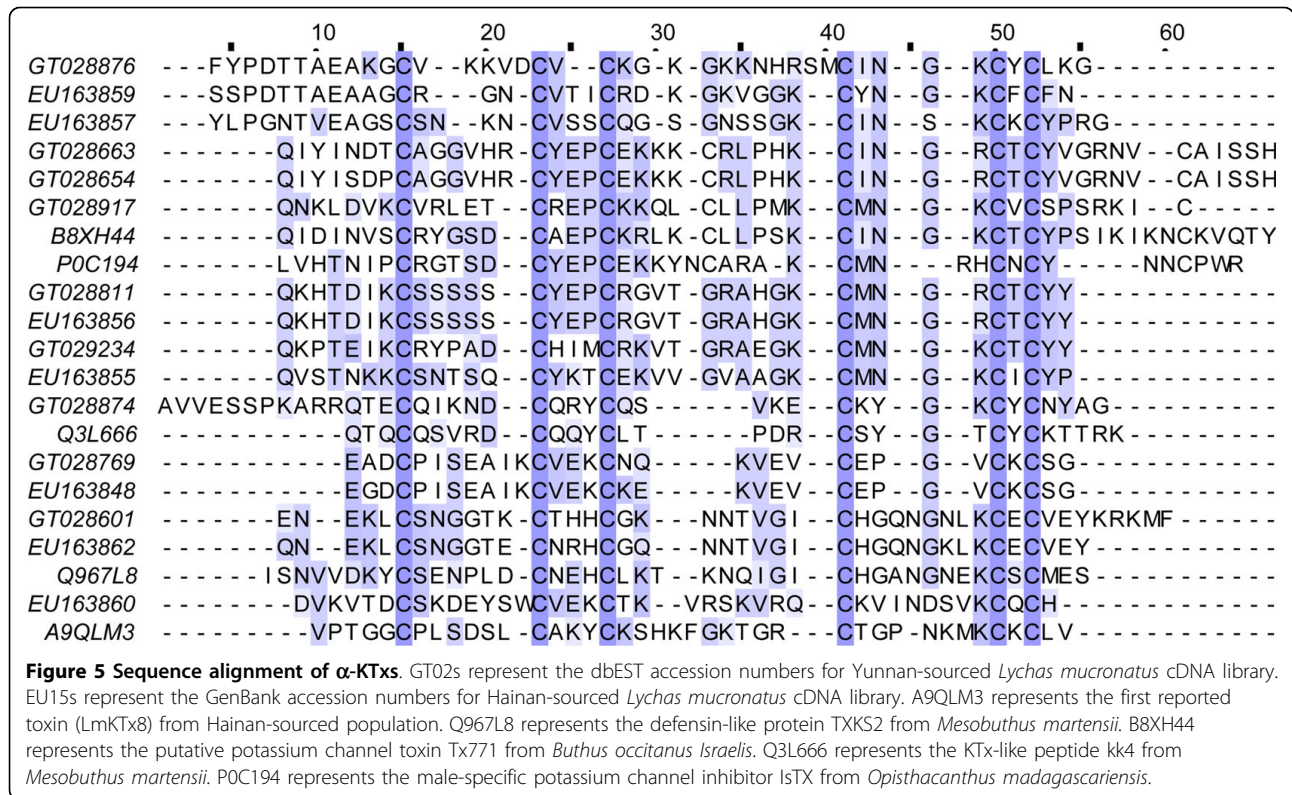 10 20 30 40 50 60
GT028876 - - - FYPDTTAEAKGCV - - KKVDCV - - CKG - K - GKKNHRSMCIN - - G - - KCYCLKG - - - - - - - - - - -
EU163859 - - - SSPDTTAEAAGCR - - - GN - CVTICRD - K - GKVGGK - - CYN - - G - - KCFCFN - - - - - - - - - - - -
EU163857 - - - YLPGNTVEAGSCSN - - KN - CVSSCQG - S - GNSSGK - - CIN - - S - - KCKCYPRG - - - - - - - - - -
GT028663 - - - - - - - QIYINDTCAGGVHR - CYEPCEKKK - CRLPHK - - CIN - - G - - RCTCYVGRNV - - CAISSH
GT028654 - - - - - - - QIYISDPCAGGVHR - CYEPCEKKK - CRLPHK - - CIN - - G - - RCTCYVGRNV - - CAISSH
GT028917 - - - - - - - QNKLDVKCVRLET - - CREPCKKQL - CLLPMK - - CMN - - G - - KCVCSPSRKI - - C - - - - - -
B8XH44 - - - - - - - QIDINVSCRYGSD - - CAEPCKRLK - CLLPSK - - CIN - - G - - KCTCYPSIKIKNCKVQTY
P0C194 - - - - - - - LVHTNIPCRGTSD - - CYEPCEKKYNCARA - K - - CMN - - - - RHCNCY - - - - - NNCPWR - -
GT028811 - - - - - - - QKHTDIKCSSSSS - - CYEPCRGVT - GRAHGK - - CMN - - G - - RCTCYY - - - - - - - - - - - -
EU163856 - - - - - - - QKHTDIKCSSSSS - - CYEPCRGVT - GRAHGK - - CMN - - G - - RCTCYY - - - - - - - - - - - -
GT029234 - - - - - - - QKPTEIKCRYPAD - - CHIMCRKVT - GRAEGK - - CMN - - G - - KCTCYY - - - - - - - - - - - -
EU163855 - - - - - - - QVSTNKKCSNTSQ - - CYKTCEKVV - GVAAGK - - CMN - - G - - KCICYP - - - - - - - - - - - -
GT028874 AVVESSPKARRQTECQIKND - - CQRYCQS - - - - - - VKE - - CKY - - G - - KCYCNYAG - - - - - - - - - -
Q3L666 - - - - - - - - - - - QTQCQSVRD - - CQQYCLT - - - - - - PDR - - CSY - - G - - TCYCKTTRK - - - - - - - - -
GT028769 - - - - - - - - - - - EADCPISEAIKCVEKCNQ - - - - - KVEV - - CEP - - G - - VCKCSG - - - - - - - - - - - -
EU163848 - - - - - - - - - - - EGDCPISEAIKCVEKCKE - - - - - KVEV - - CEP - - G - - VCKCSG - - - - - - - - - - - -
GT028601 - - - - - - - EN - - EKLCSNGGTK - CTHHCGK - - - NNTVGI - - CHGQNGNLKCECVEYKRKMF - - - - - -
EU163862 - - - - - - - QN - - EKLCSNGGTE - CNRHCGQ - - - NNTVGI - - CHGQNGKLKCECVEY - - - - - - - - - - -
Q967L8 - - - - - - ISNVVDKYCSENPLD - CNEHCLKT - - KNQIGI - - CHGANGNEKCSCMES - - - - - - - - - - -
EU163860 - - - - - - - - DVKVTDCSKDEYSWCVEKCTK - - VRSKVRQ - - CKVINDSVKCQCH - - - - - - - - - - - - -
A9QLM3 - - - - - - - - - VPTGGCPLSDSL - CAKYCKSHKFGKTGR - - - CTGP - NKMKCKCLV - - - - - - - - - - - -
Figure 5 Sequence alignment of α-KTxs. GT02s represent the dbEST accession numbers for Yunnan-sourced Lychas mucronatus cDNA library.
EU15s represent the GenBank accession numbers for Hainan-sourced Lychas mucronatus cDNA library. A9QLM3 represents the first reported
toxin (LmKTx8) from Hainan-sourced population. Q967L8 represents the defensin-like protein TXKS2 from Mesobuthus martensii. B8XH44
represents the putative potassium channel toxin Tx771 from Buthus occitanus Israelis. Q3L666 represents the KTx-like peptide kk4 from
Mesobuthus martensii. P0C194 represents the male-specific potassium channel inhibitor IsTX from Opisthacanthus madagascariensis.